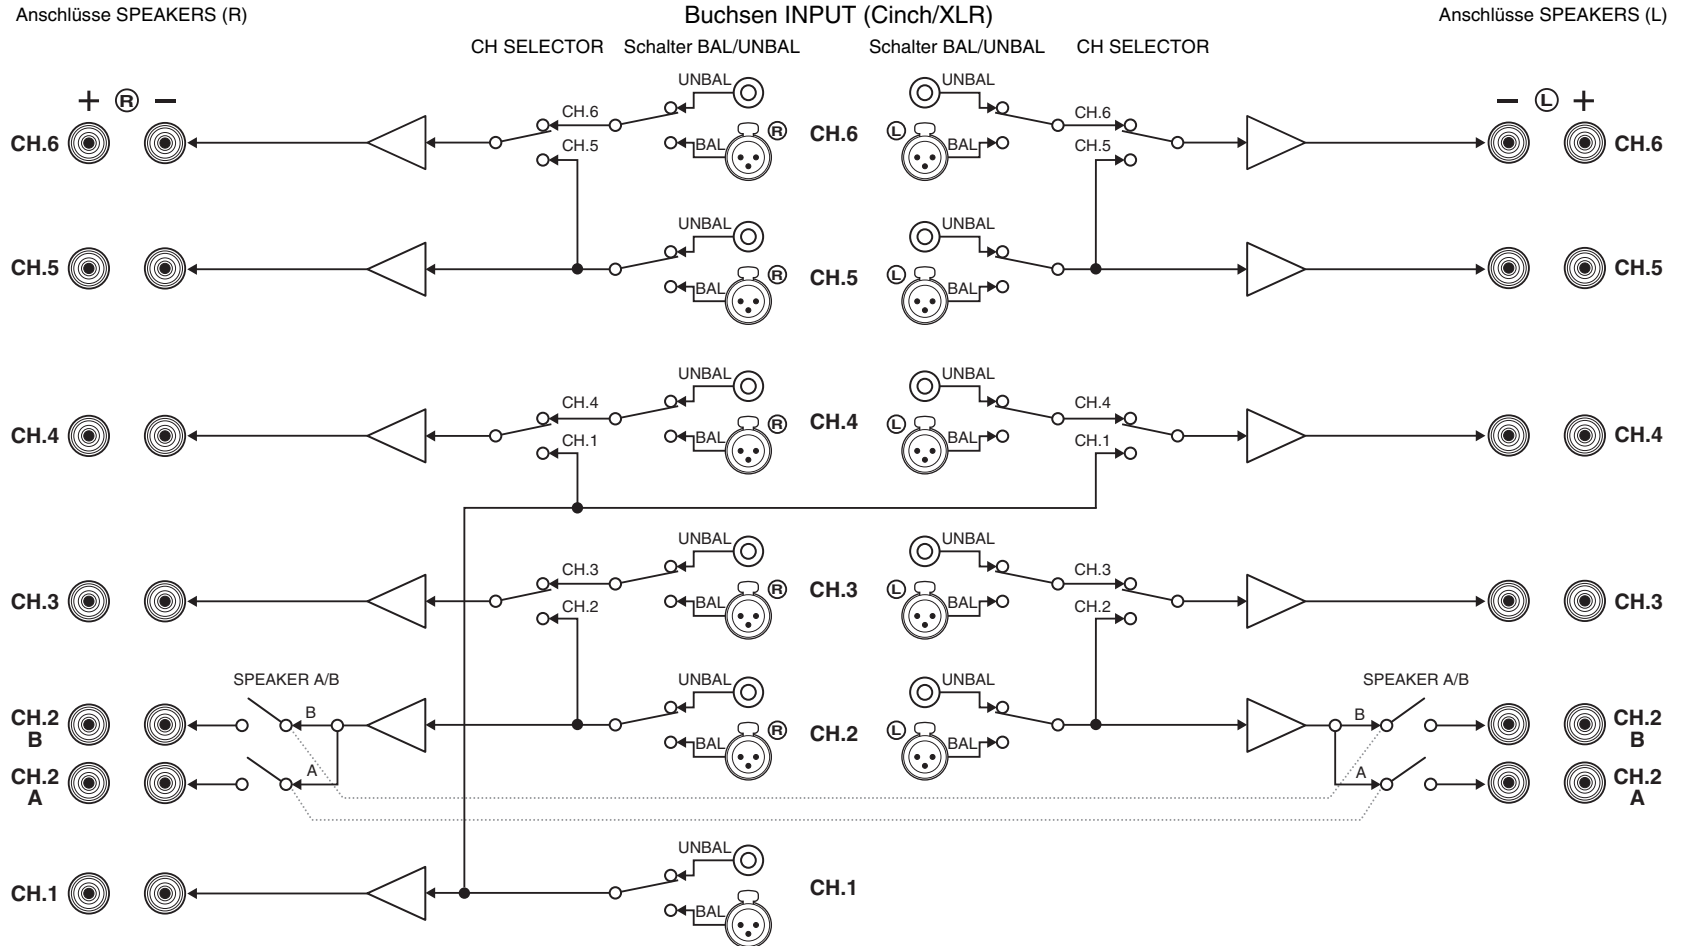 Anschlüsse SPEAKERS (R) Buchsen INPUT (Cinch/XLR) Anschlüsse SPEAKERS (L)
CH SELECTOR Schalter BAL/UNBAL Schalter BAL/UNBAL CH SELECTOR
UNBAL UNBAL
+ R − CH.6 CH.6 − L +
CH.6 R CH.6 L CH.6
CH.5 BAL BAL CH.5
UNBAL UNBAL
CH.5 R CH.5 L CH.5
BAL BAL
UNBAL UNBAL
CH.4 CH.4
CH.4 R CH.4 L CH.4
CH.1 BAL BAL CH.1
UNBAL UNBAL
CH.3 CH.3
CH.3 R CH.3 L CH.3
CH.2 BAL BAL CH.2
SPEAKER A/B UNBAL UNBAL SPEAKER A/B
CH.2 B B R CH.2 L B CH.2 B
BAL BAL
CH.2 A A A CH.2 A
UNBAL
CH.1 CH.1
BAL